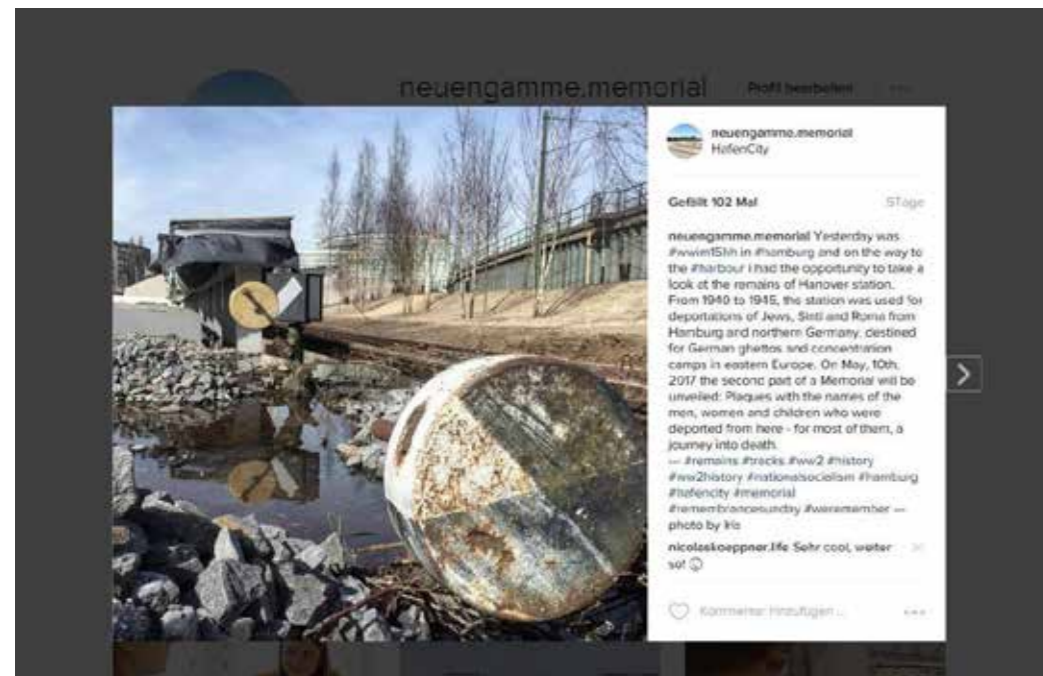 neuengamme.memorial Profil bearbeiten
neuengamme.memorial
HafenCity
Gefällt 102 Mal 5Tage
neuengamme.memorial Yesterday was
#wwim15hh in #hamburg and on the way to
the #harbour i had the opportunity to take a
look at the remains of Hanover station.
From 1940 to 1945, the station was used for
deportations of Jews, Sinti and Roma from
Hamburg and northern Germany, destined
for German ghettos and concentration
camps in eastern Europe. On May, 10th,
2017 the second part of a Memorial will be
unveiled: Plaques with the names of the
men, women and children who were
deported from here - for most of them, a
journey into death.
— #remains #tracks #ww2 #history
#ww2history #nationalsocialism #hamburg
#hafencity #memorial
#remembrancesunday #weremember —
photo by Iris
nicolaskoeppner.life Sehr cool, weiter
so!
Kommentar hinzufügen ...